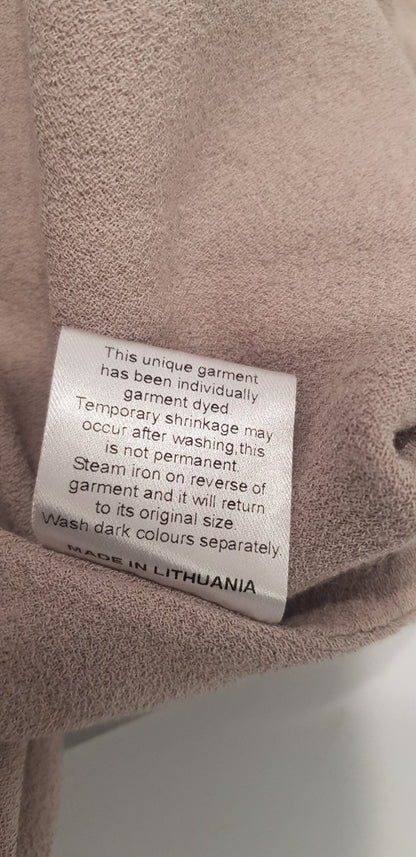 This unique garment
has been individually
garment dyed
Temporary shrinkage may
occur after washing,this
is not permanent.
Steam iron on reverse of
garment and it will return
to its original size.
Wash dark colours separately.
MADE IN LITHUANIA